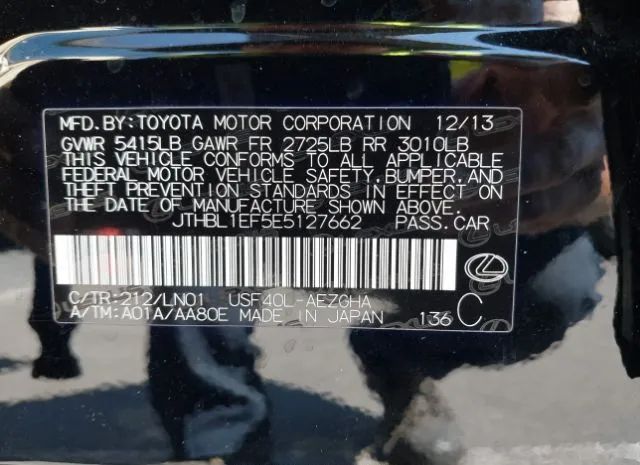 MFD.BY:TOYOTA MOTOR CORPORATION 12/13
GVWR 5415LB GAWR FR 2725LB RR 3010LB
THIS VEHICLE CONFORMS TO ALL APPLICABLE
FEDERAL MOTOR VEHICLE SAFETY,BUMPER,AND
THEFT PREVENTION STANDARDS IN EFFECT ON
THE DATE OF MANUFACTURE SHOWN ABOVE.
JTHBL1EF5E5127662 PASS.CAR
C/TR:212/LN01 USF40L-AEZGHA
A/TM:A01A/AA80E MADE IN JAPAN 136 C